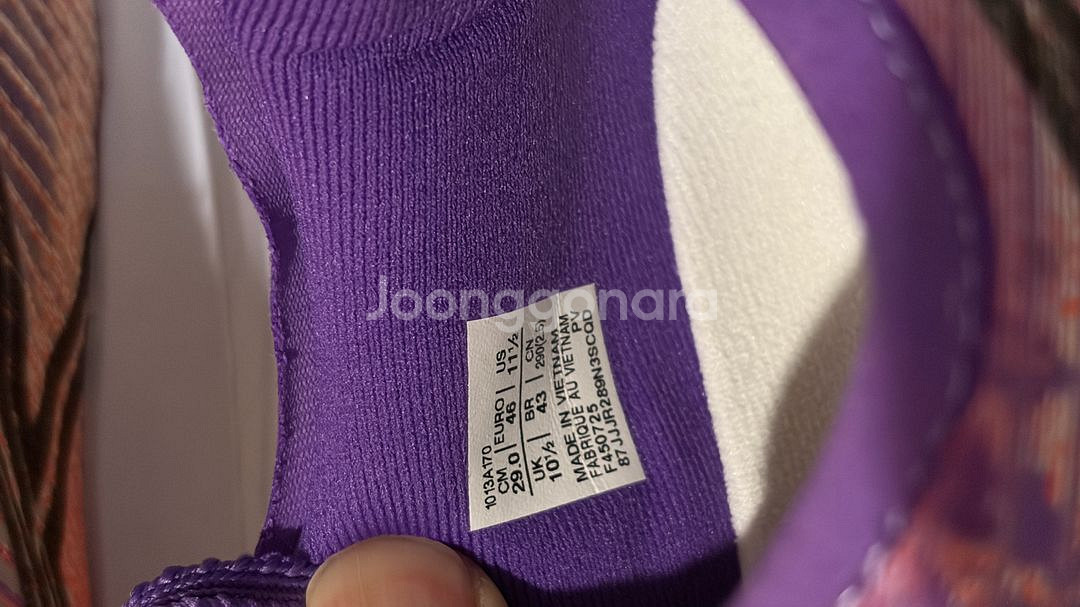 Joonggonara
1013A170
CM | EURO | US
29.0 | 46 | 11½
UK | BR | CN
10½ | 43 | 290(2.5)
MADE IN VIETNAM
FABRIQUE AU VIETNAM
F450725 PV
87JJJR289N3SCQD